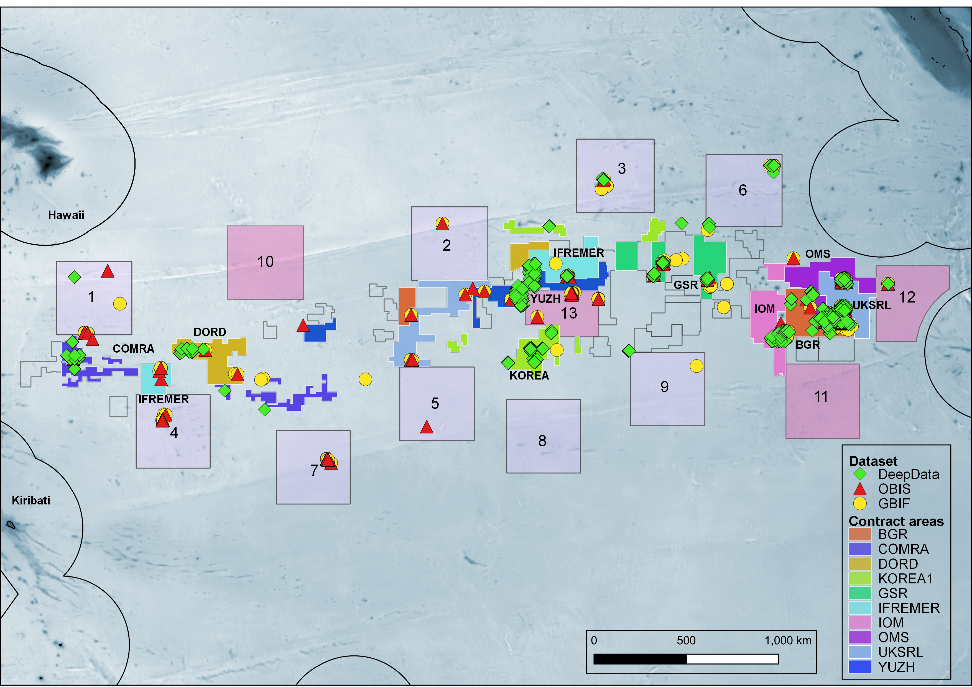 3
6
Hawaii
2
10
IFREMER
OMS
1
GSR
YUZH
12
13
IOM
UKSRL
DORD
COMRA
BGR
KOREA
9
IFREMER
5
11
4
8
7
Kiribati
Dataset
DeepData
OBIS
GBIF
Contract areas
BGR
COMRA
DORD
KOREA1
GSR
IFREMER
IOM
OMS
UKSRL
YUZH
0 500 1,000 km